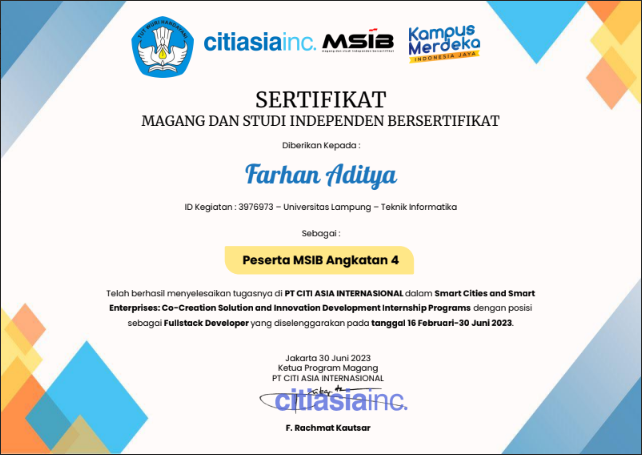 TUT WURI HANDAYANI
citiasiainc. MSIB Kampus Merdeka
INDONESIA JAYA
SERTIFIKAT
MAGANG DAN STUDI INDEPENDEN BERSERTIFIKAT
Diberikan Kepada :
Farhan Aditya
ID Kegiatan : 3976973 – Universitas Lampung – Teknik Informatika
Sebagai :
Peserta MSIB Angkatan 4
Telah berhasil menyelesaikan tugasnya di PT CITI ASIA INTERNASIONAL dalam Smart Cities and Smart
Enterprises: Co-Creation Solution and Innovation Development Internship Programs dengan posisi
sebagai Fullstack Developer yang diselenggarakan pada tanggal 16 Februari-30 Juni 2023.
Jakarta 30 Juni 2023
Ketua Program Magang
PT CITI ASIA INTERNASIONAL
citiasiainc.
F. Rachmat Kautsar